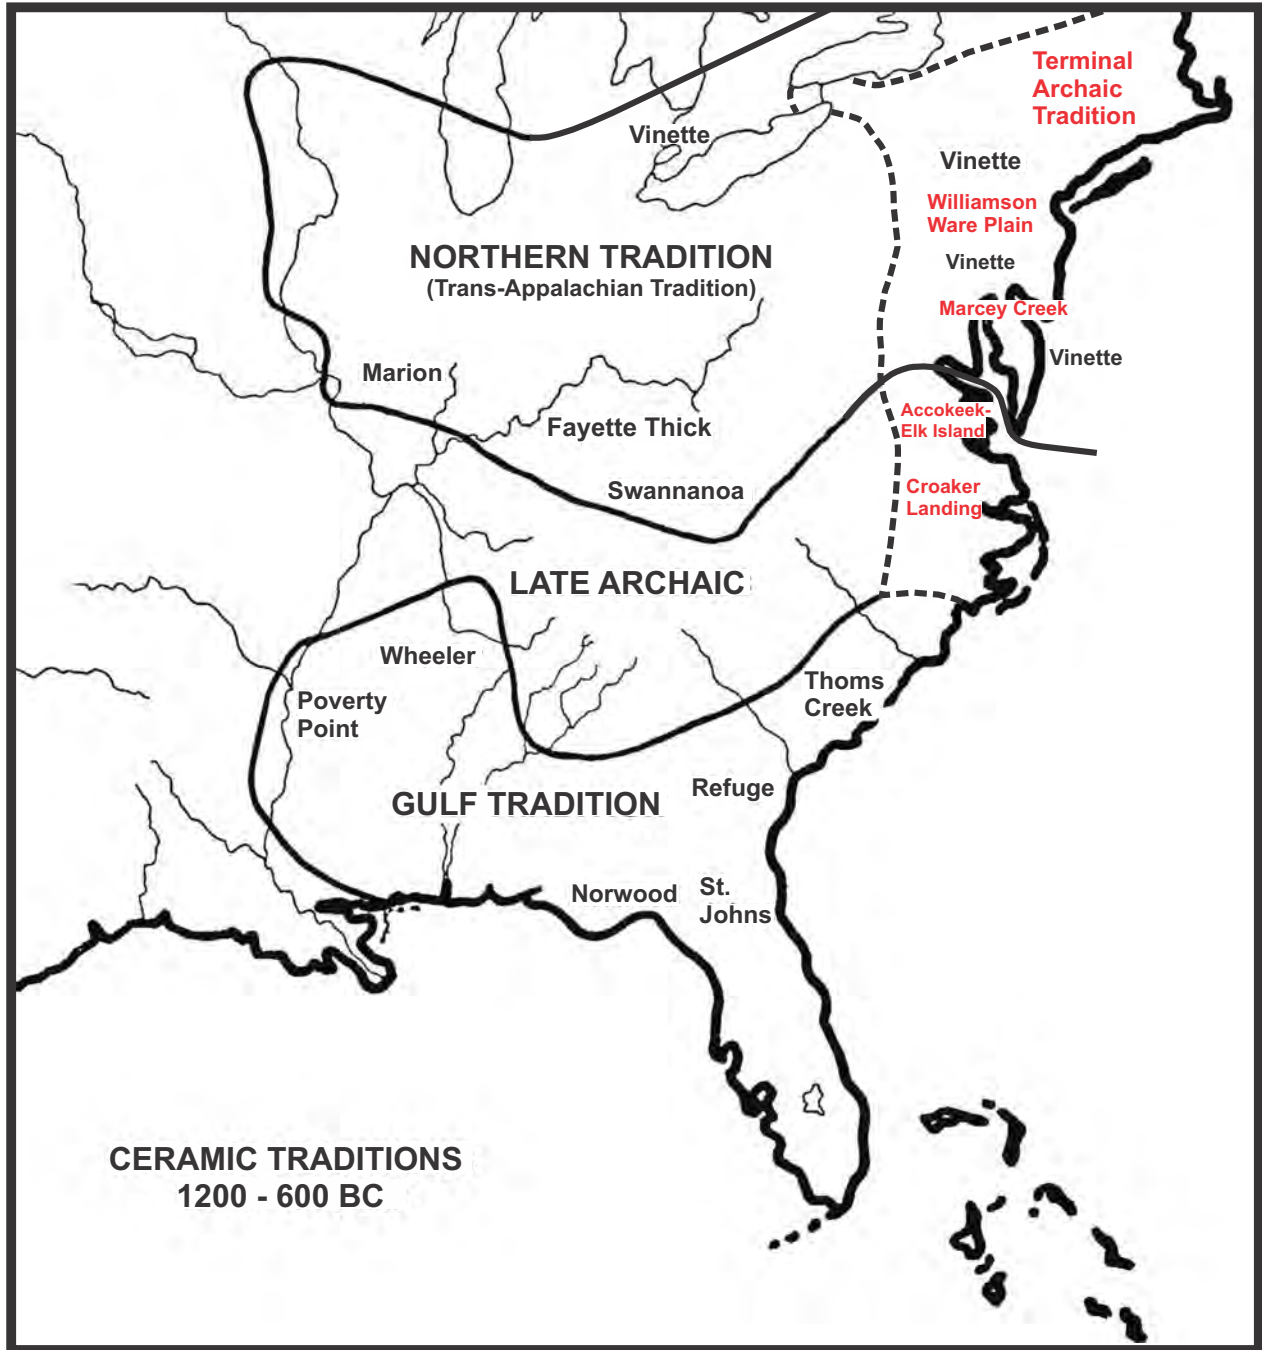 Terminal
Archaic
Tradition
Vinette
Vinette
Williamson
Ware Plain
NORTHERN TRADITION
(Trans-Appalachian Tradition)
Vinette
Marcey Creek
Vinette
Marion
Accokeek-
Elk Island
Fayette Thick
Swannanoa
Croaker
Landing
LATE ARCHAIC
Wheeler
Poverty
Point
Thoms
Creek
Refuge
GULF TRADITION
Norwood
St.
Johns
CERAMIC TRADITIONS
1200 - 600 BC